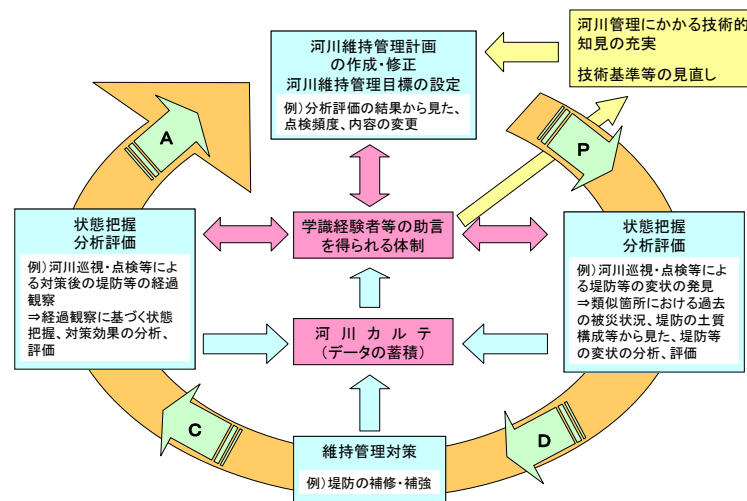 河川維持管理計画
の作成・修正
河川維持管理目標の設定
例）分析評価の結果から見た、
点検頻度、内容の変更
河川管理にかかる技術的
知見の充実
技術基準等の見直し
A
P
状態把握
分析評価
例）河川巡視・点検等によ
る対策後の堤防等の経過
観察
⇒経過観察に基づく状態
把握、対策効果の分析、
評価
学識経験者等の助言
を得られる体制
状態把握
分析評価
例）河川巡視・点検等によ
る堤防等の変状の発見
⇒類似箇所における過去
の被災状況、堤防の土質
構成等から見た、堤防等
の変状の分析、評価
河川カルテ
（データの蓄積）
C
D
維持管理対策
例）堤防の補修・補強